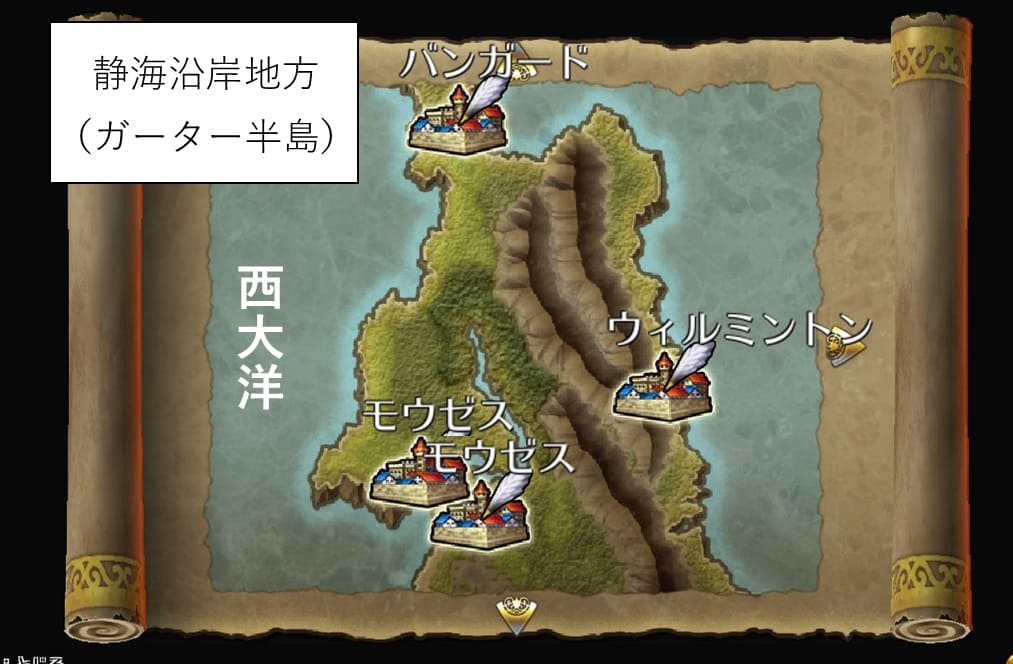 静海沿岸地方
（ガーター半島）
バンガード
西大洋
ウィルミントン
モウゼス
モウゼス